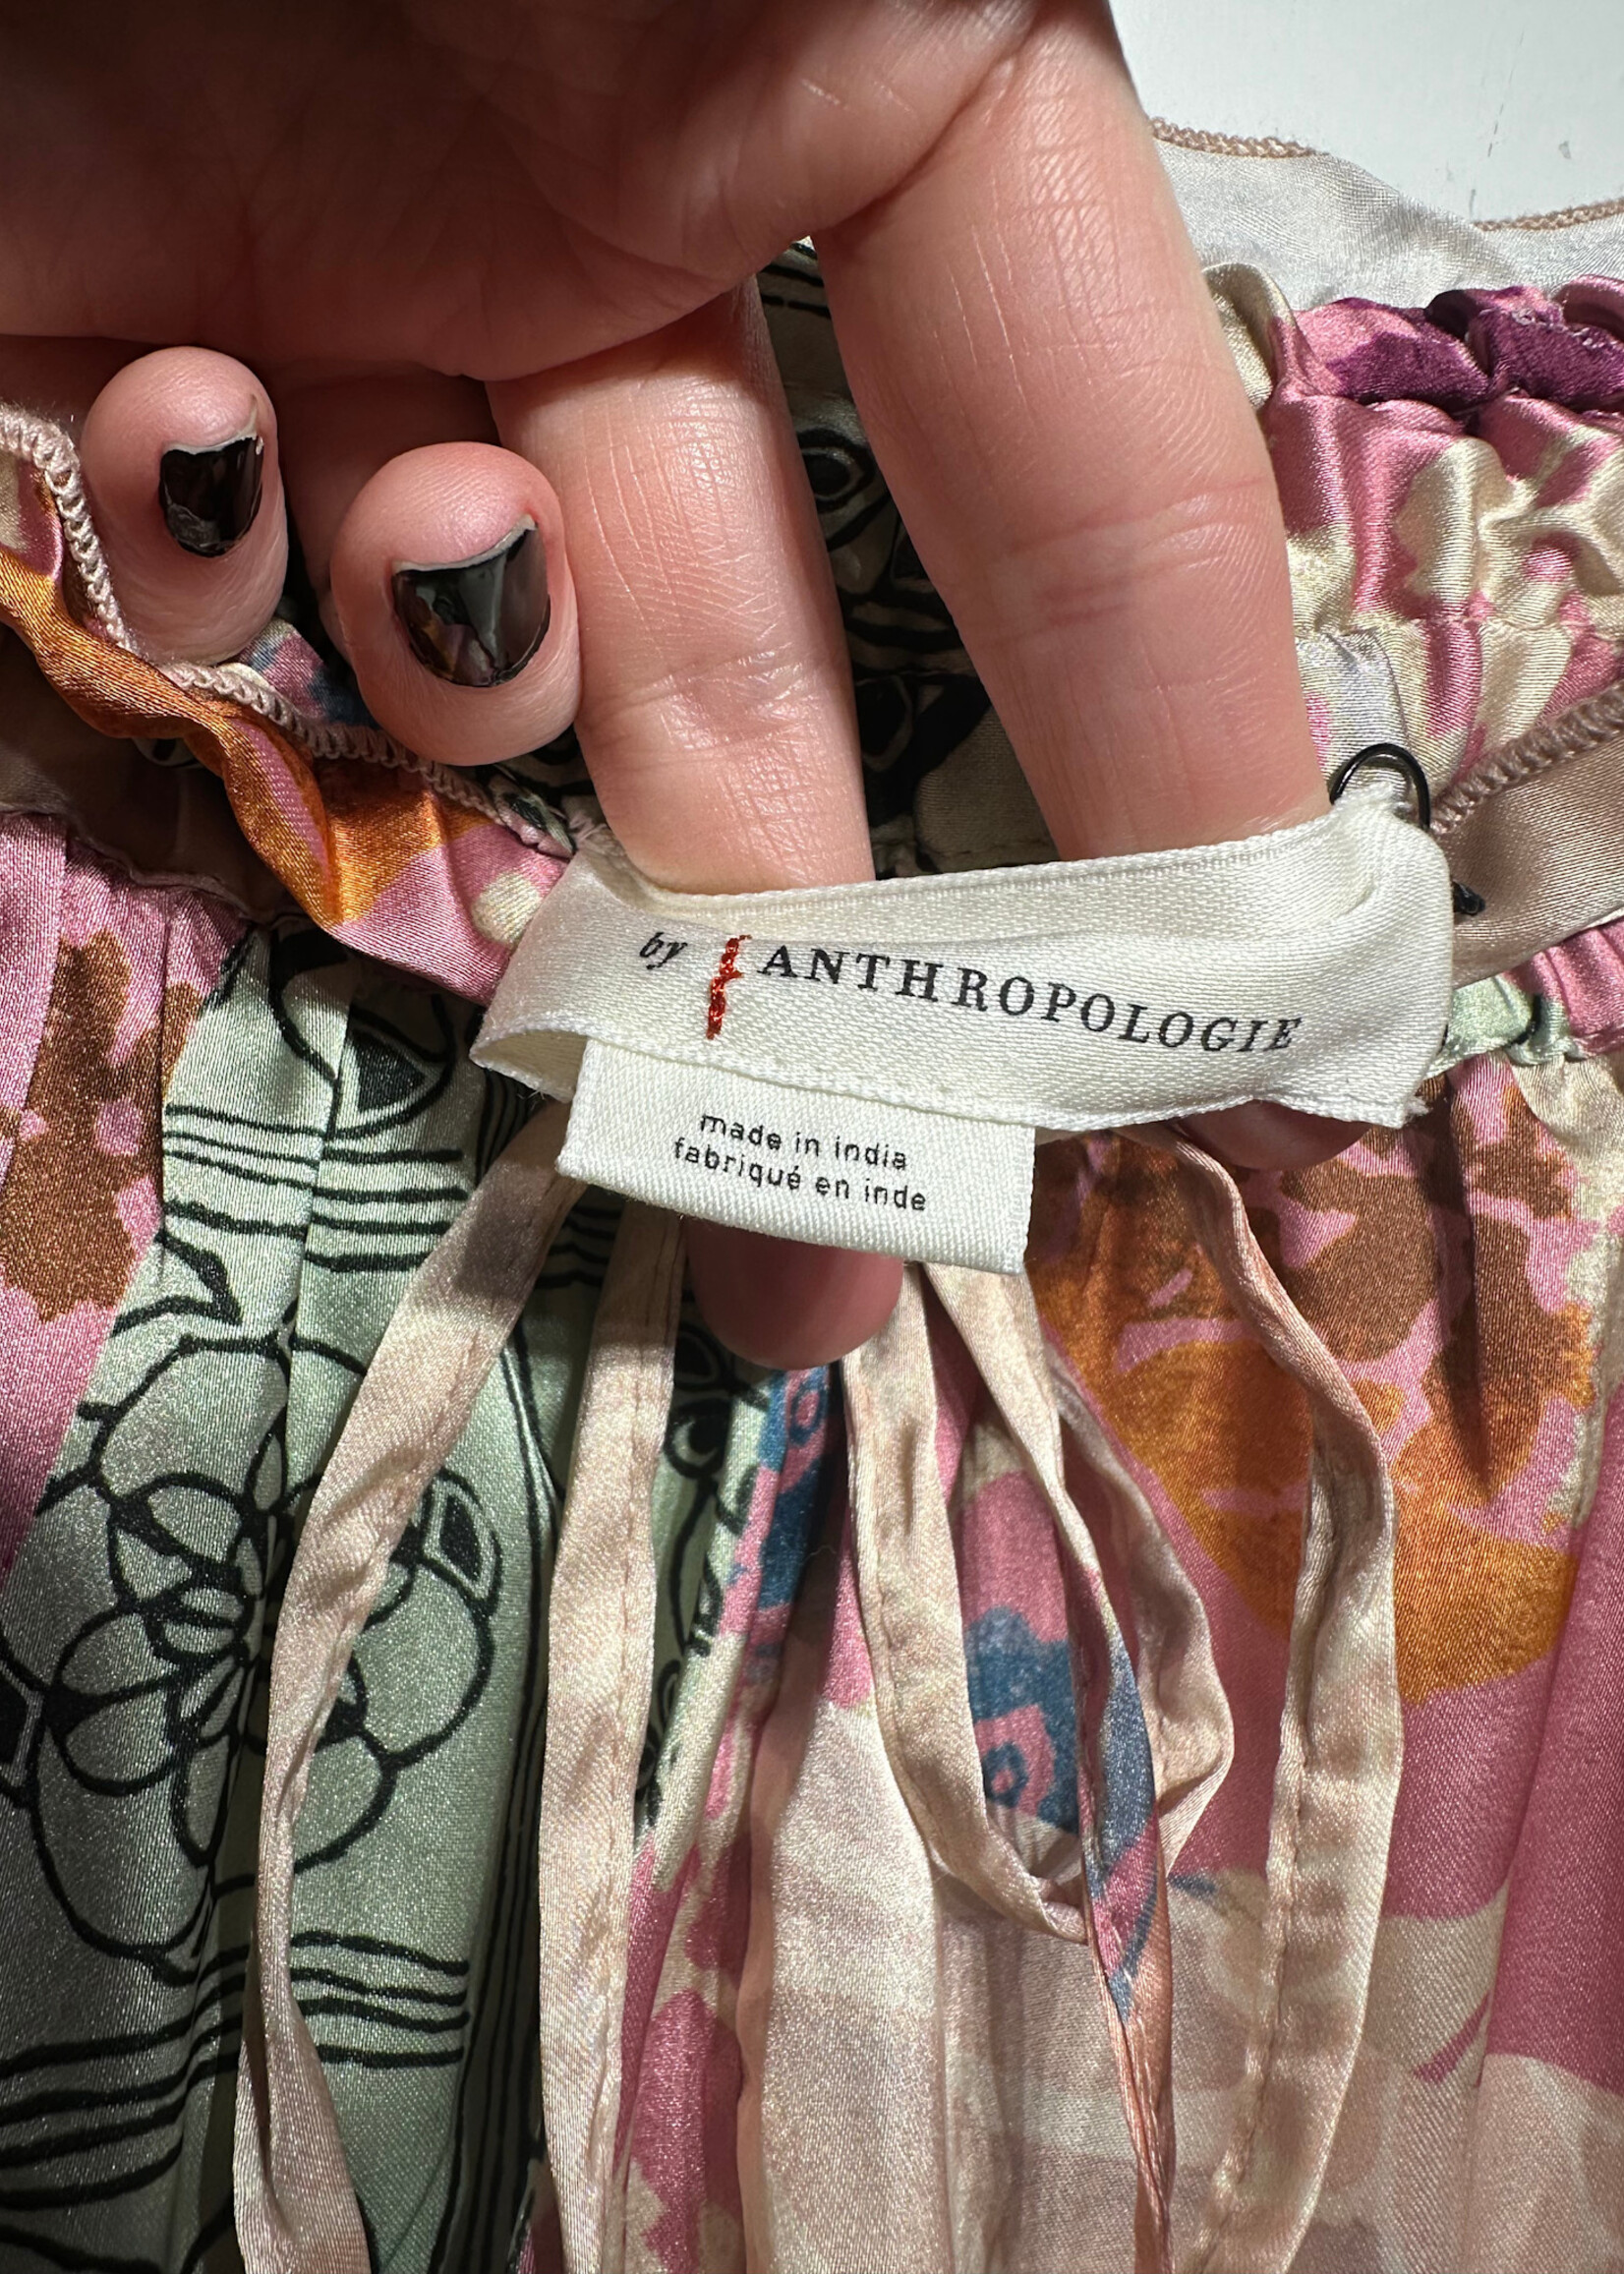 by ANTHROPOLOGIE
made in india
fabriqué en inde